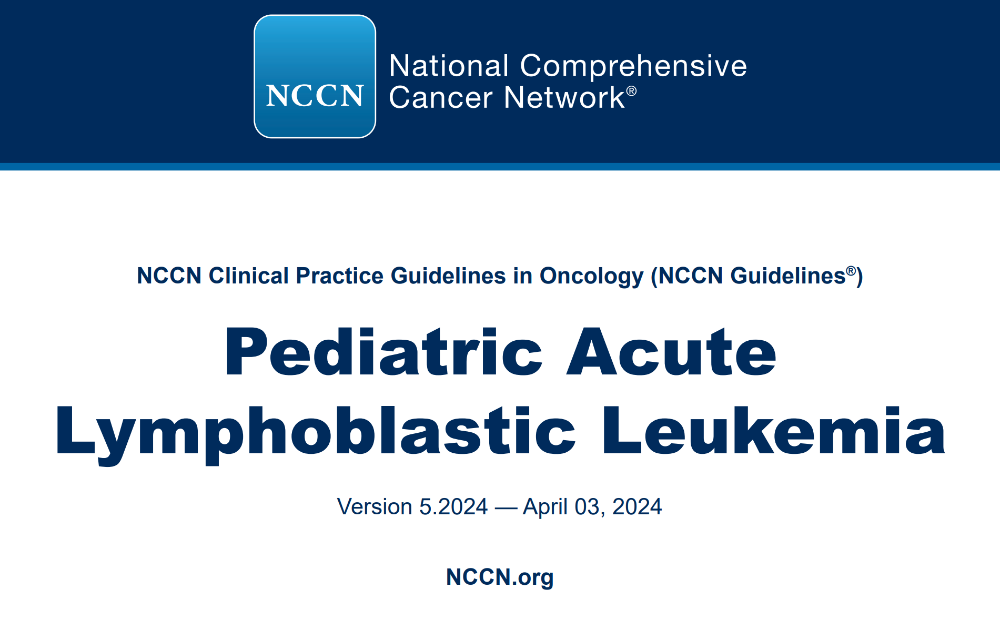 NCCN
National Comprehensive
Cancer Network®
NCCN Clinical Practice Guidelines in Oncology (NCCN Guidelines®)
Pediatric Acute
Lymphoblastic Leukemia
Version 5.2024 — April 03, 2024
NCCN.org